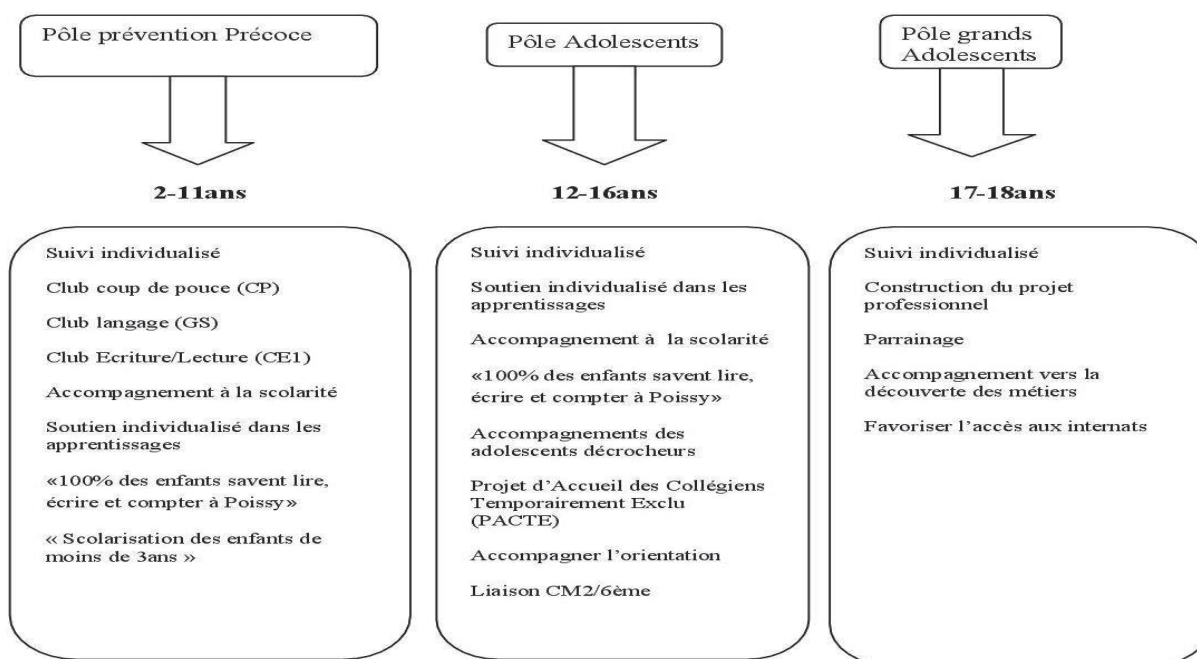 Pôle prévention Précoce
2-11ans
Suivi individualisé
Club coup de pouce (CP)
Club langage (GS)
Club Ecriture/Lecture (CE1)
Accompagnement à la scolarité
Soutien individualisé dans les
apprentissages
«100% des enfants savent lire,
écrire et compter à Poissy»
« Scolarisation des enfants de
moins de 3ans »
Pôle Adolescents
12-16ans
Suivi individualisé
Soutien individualisé dans les
apprentissages
Accompagnement à la scolarité
«100% des enfants savent lire,
écrire et compter à Poissy»
Accompagnements des
adolescents décrocheurs
Projet d’Accueil des Collégiens
Temporairement Exclu
(PACTE)
Accompagner l’orientation
Liaison CM2/6ème
Pôle grands
Adolescents
17-18ans
Suivi individualisé
Construction du projet
professionnel
Parrainage
Accompagnement vers la
découverte des métiers
Favoriser l’accès aux internats